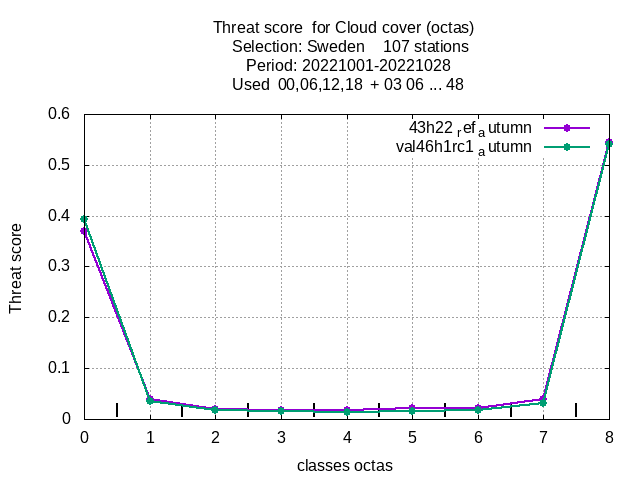 Threat score  for Cloud cover (octas)
Selection: Sweden    107 stations
Period: 20221001-20221028
Used  00,06,12,18  + 03 06 ... 48
43h22 ref autumn
val46h1rc1 autumn
Threat score
0.6
0.5
0.4
0.3
0.2
0.1
0
0 1 2 3 4 5 6 7 8
classes octas